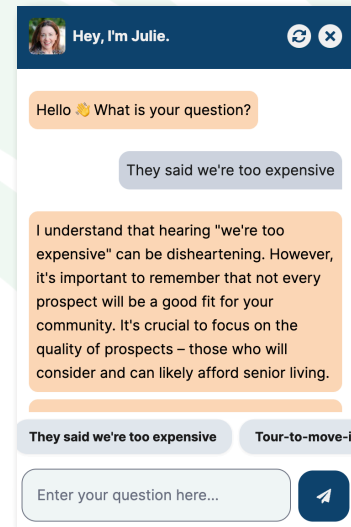 Hey, I'm Julie.
Hello 👋 What is your question?
They said we're too expensive
I understand that hearing "we're too
expensive" can be disheartening. However,
it's important to remember that not every
prospect will be a good fit for your
community. It's crucial to focus on the
quality of prospects – those who will
consider and can likely afford senior living.
They said we're too expensive Tour-to-move-i
Enter your question here...